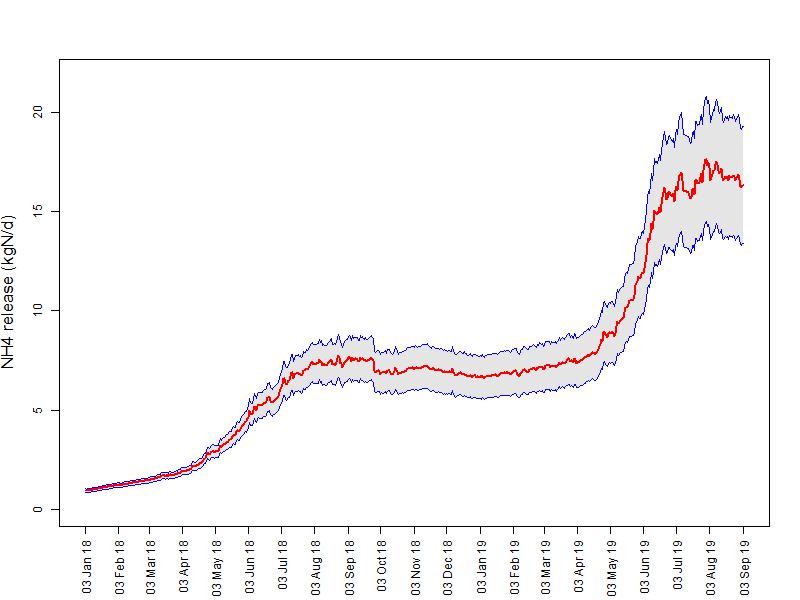 NH4 release (kgN/d)
20
15
10
5
0
03 Jan 18
03 Feb 18
03 Mar 18
03 Apr 18
03 May 18
03 Jun 18
03 Jul 18
03 Aug 18
03 Sep 18
03 Oct 18
03 Nov 18
03 Dec 18
03 Jan 19
03 Feb 19
03 Mar 19
03 Apr 19
03 May 19
03 Jun 19
03 Jul 19
03 Aug 19
03 Sep 19